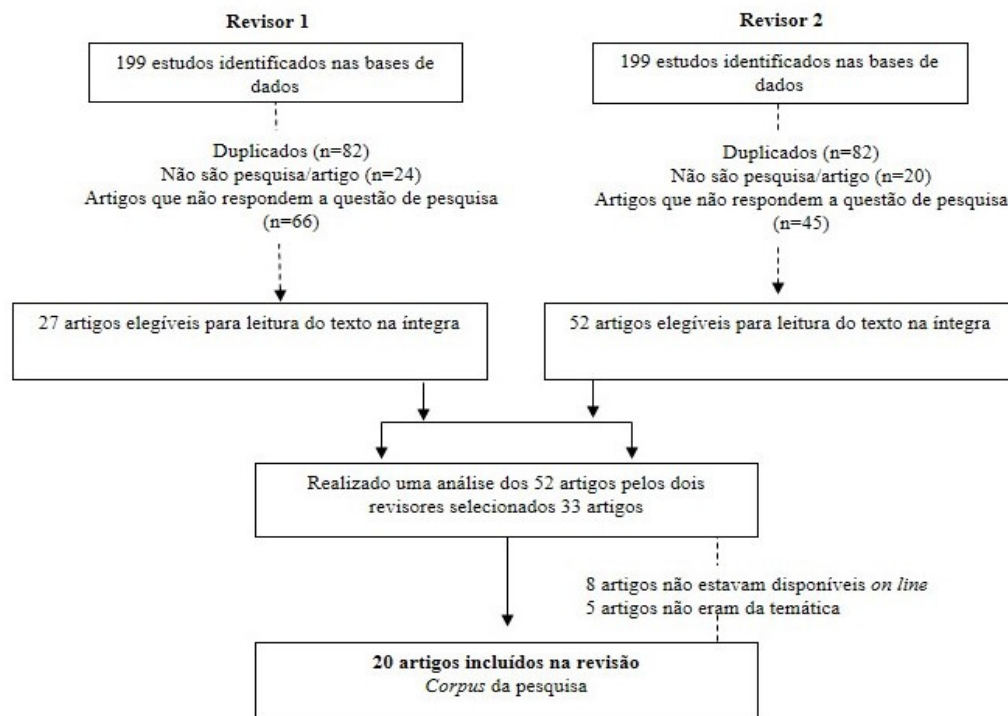 Revisor 1
199 estudos identificados nas bases de
dados
Duplicados (n=82)
Não são pesquisa/artigo (n=24)
Artigos que não respondem a questão de pesquisa
(n=66)
27 artigos elegíveis para leitura do texto na íntegra
Revisor 2
199 estudos identificados nas bases de
dados
Duplicados (n=82)
Não são pesquisa/artigo (n=20)
Artigos que não respondem a questão de pesquisa
(n=45)
52 artigos elegíveis para leitura do texto na íntegra
Realizado uma análise dos 52 artigos pelos dois
revisores selecionados 33 artigos
8 artigos não estavam disponíveis on line
5 artigos não eram da temática
20 artigos incluídos na revisão
Corpus da pesquisa